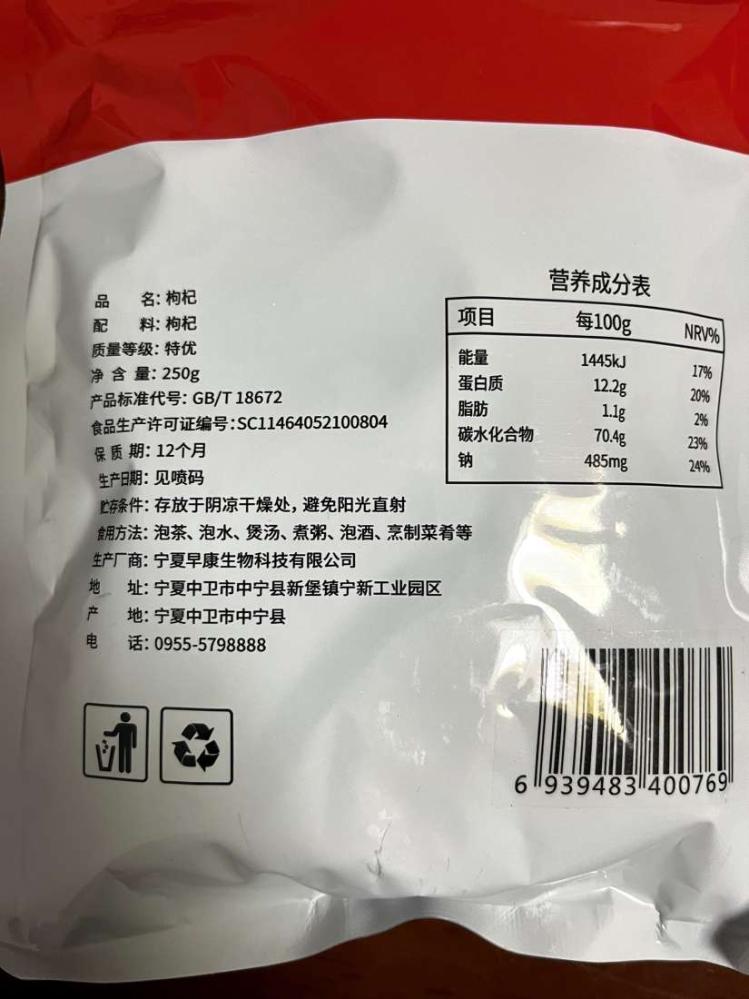 品 名：枸杞
配 料：枸杞
质量等级：特优
净 含 量：250g
产品标准代号：GB/T 18672
食品生产许可证编号：SC11464052100804
保 质 期：12个月
生产日期：见喷码
贮存条件：存放于阴凉干燥处，避免阳光直射
食用方法：泡茶、泡水、煲汤、煮粥、泡酒、烹制菜肴等
生产厂商：宁夏早康生物科技有限公司
地 址：宁夏中卫市中宁县新堡镇宁新工业园区
产 地：宁夏中卫市中宁县
电 话：0955-5798888
营养成分表
项目 每100g NRV%
能量 1445kJ 17%
蛋白质 12.2g 20%
脂肪 1.1g 2%
碳水化合物 70.4g 23%
钠 485mg 24%
6 939483 400769